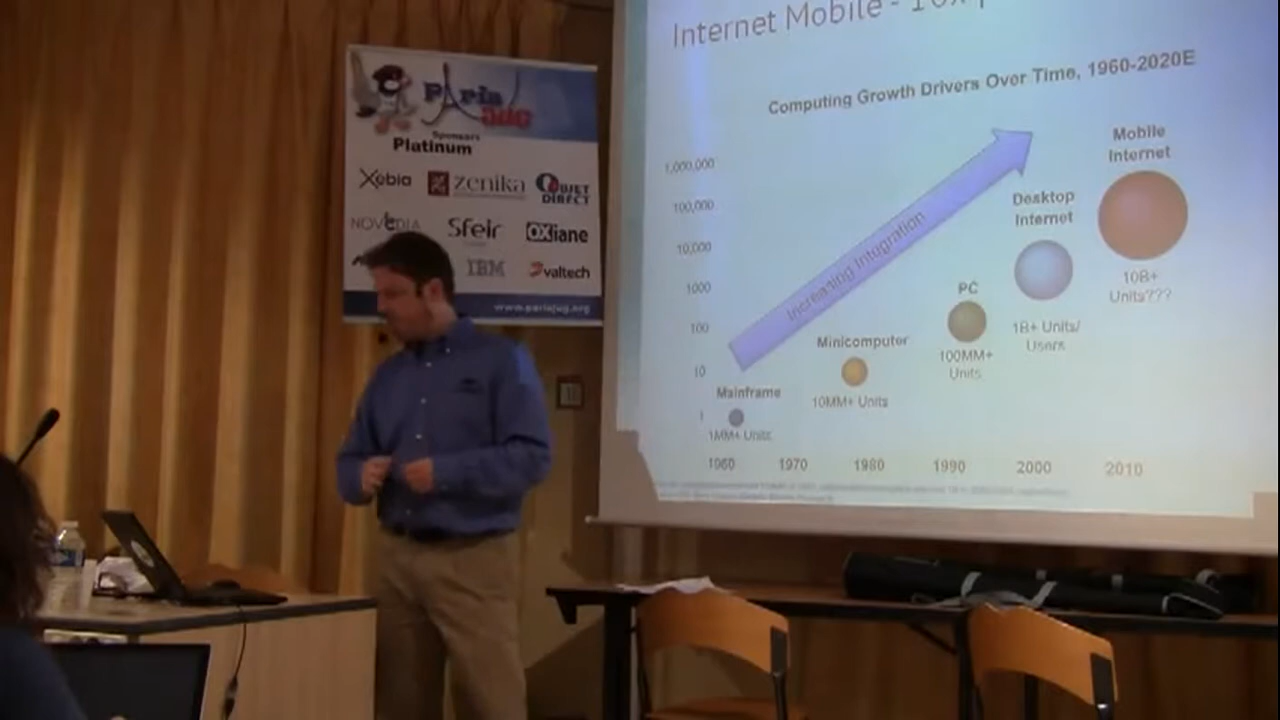 Paris
JUG
Sponsors
Platinum
Xebia
zenika
OBJET
DIRECT
NOVEDIA
Sfeir
OXiane
IBM
valtech
www.parisjug.org
Internet Mobile - 10x
Computing Growth Drivers Over Time, 1960-2020E
1,000,000
100,000
10,000
1000
100
10
1
Increasing Integration
Mainframe
1MM+ Units
Minicomputer
10MM+ Units
PC
100MM+
Units
Desktop
Internet
1B+ Units/
Users
Mobile
Internet
10B+
Units???
1960 1970 1980 1990 2000 2010